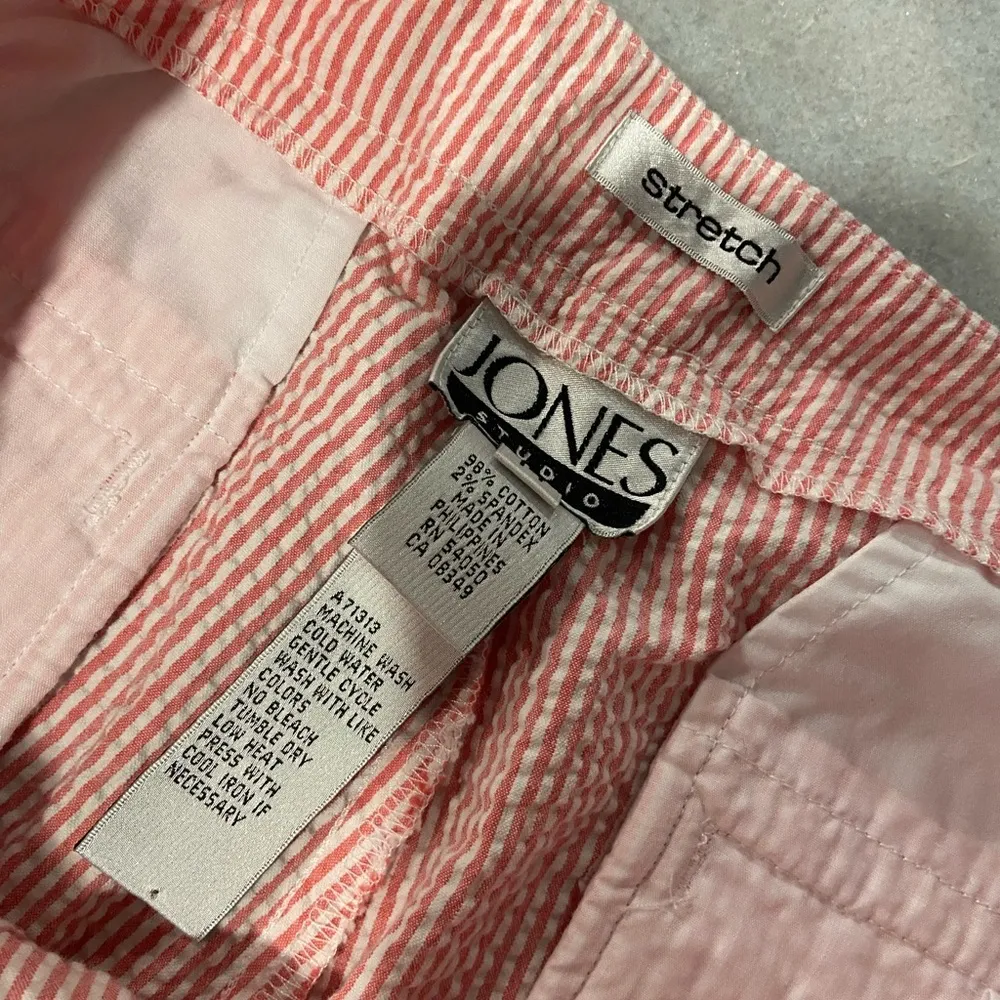 stretch
JONES
STUDIO
98% COTTON
2% SPANDEX
MADE IN
PHILIPPINES
RN 54050
CA 08349
A71313
MACHINE WASH
COLD WATER
GENTLE CYCLE
WASH WITH LIKE
COLORS
NO BLEACH
TUMBLE DRY
LOW HEAT
PRESS WITH
COOL IRON IF
NECESSARY